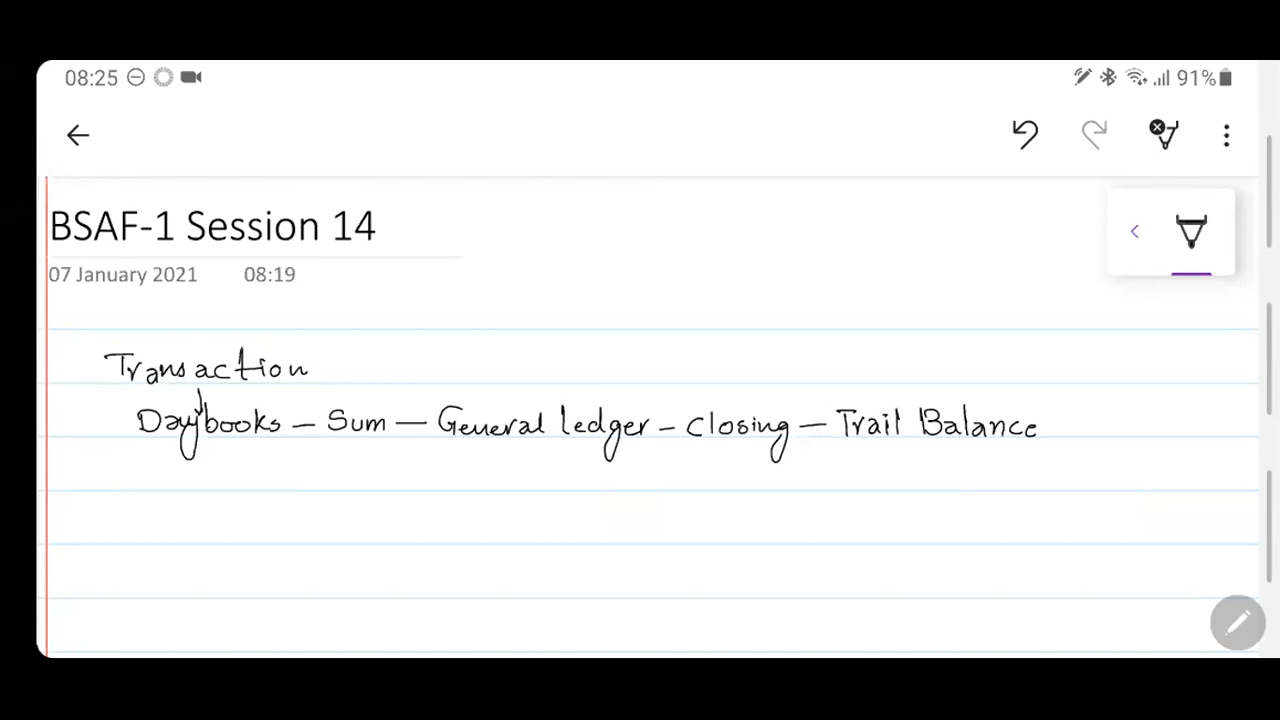 08:25 91%
BSAF-1 Session 14
07 January 2021 08:19
Transaction
Daybooks – Sum – General ledger – closing – Trail Balance